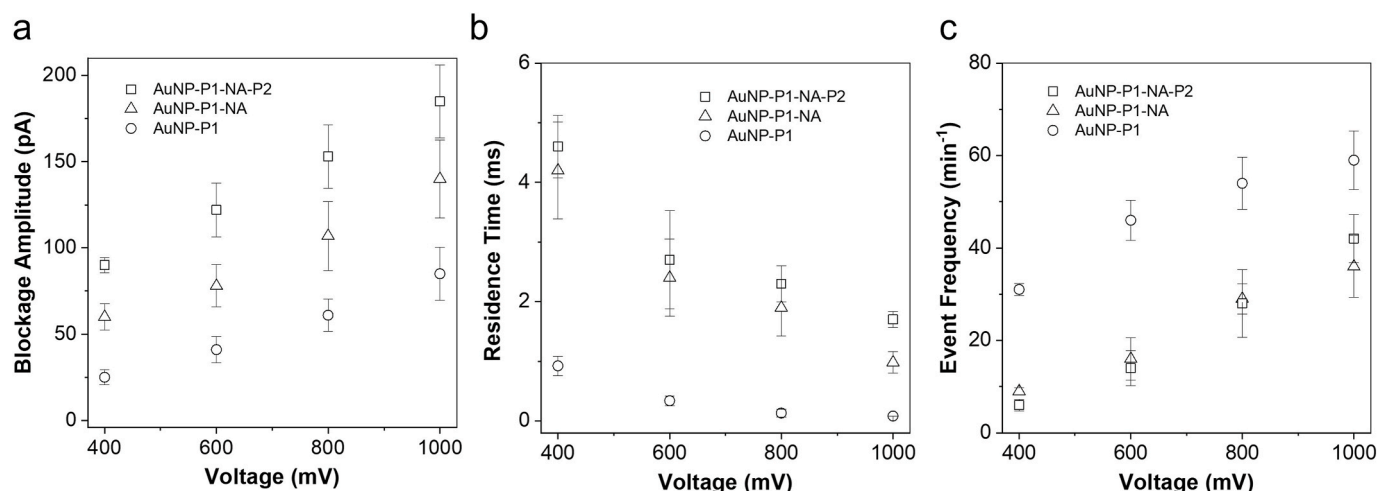 a
Blockage Amplitude (pA)
200
150
100
50
0
AuNP-P1-NA-P2
AuNP-P1-NA
AuNP-P1
400 600 800 1000
Voltage (mV)
b
Residence Time (ms)
6
4
2
0
AuNP-P1-NA-P2
AuNP-P1-NA
AuNP-P1
400 600 800 1000
Voltage (mV)
c
Event Frequency (min⁻¹)
80
60
40
20
0
AuNP-P1-NA-P2
AuNP-P1-NA
AuNP-P1
400 600 800 1000
Voltage (mV)